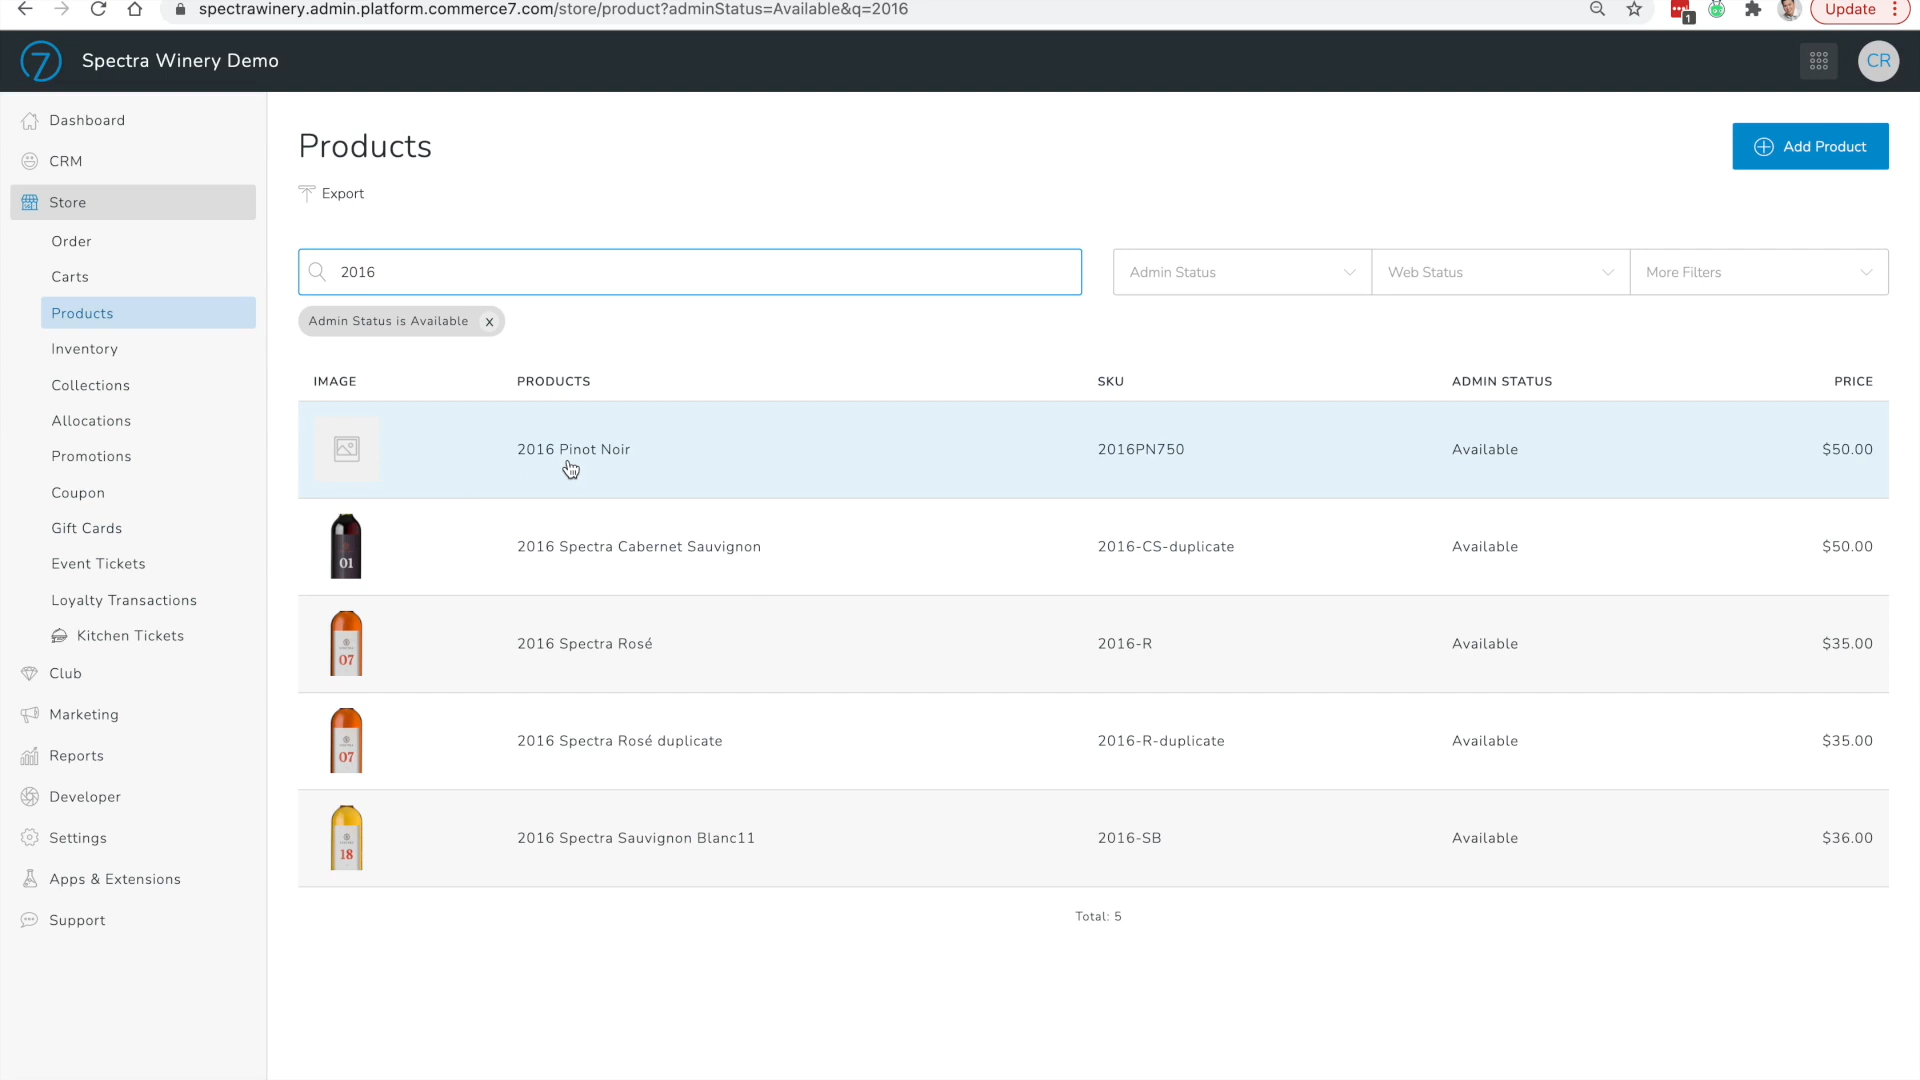 spectrawinery.admin.platform.commerce7.com/store/product?adminStatus=Available&q=2016
1
Update
7
Spectra Winery Demo
CR
Dashboard
CRM
Store
Order
Carts
Products
Inventory
Collections
Allocations
Promotions
Coupon
Gift Cards
Event Tickets
Loyalty Transactions
Kitchen Tickets
Club
Marketing
Reports
Developer
Settings
Apps & Extensions
Support
Products
Add Product
Export
2016
Admin Status
Web Status
More Filters
Admin Status is Available x
IMAGE PRODUCTS SKU ADMIN STATUS PRICE
2016 Pinot Noir 2016PN750 Available $50.00
01
2016 Spectra Cabernet Sauvignon 2016-CS-duplicate Available $50.00
07
2016 Spectra Rosé 2016-R Available $35.00
07
2016 Spectra Rosé duplicate 2016-R-duplicate Available $35.00
18
2016 Spectra Sauvignon Blanc11 2016-SB Available $36.00
Total: 5